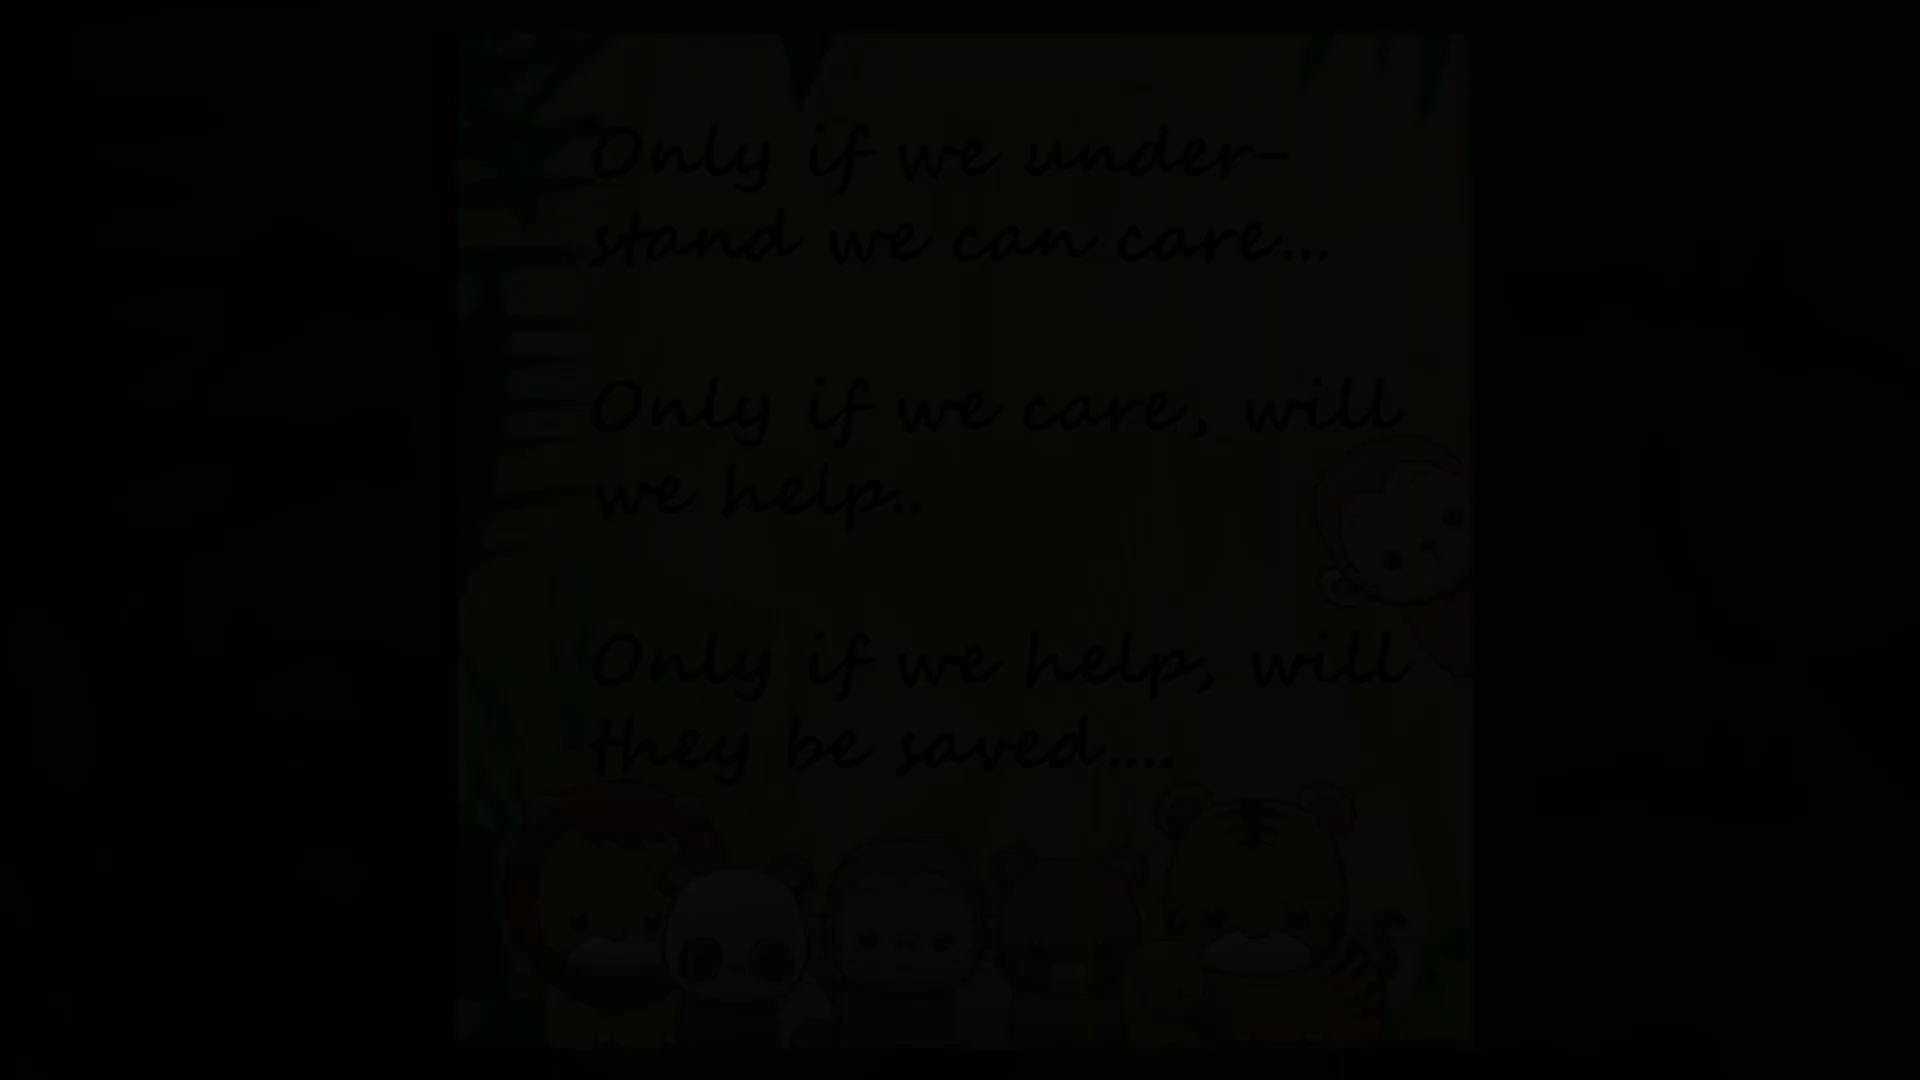 Only if we under-
stand we can care...
Only if we care, will
we help..
Only if we help, will
they be saved....